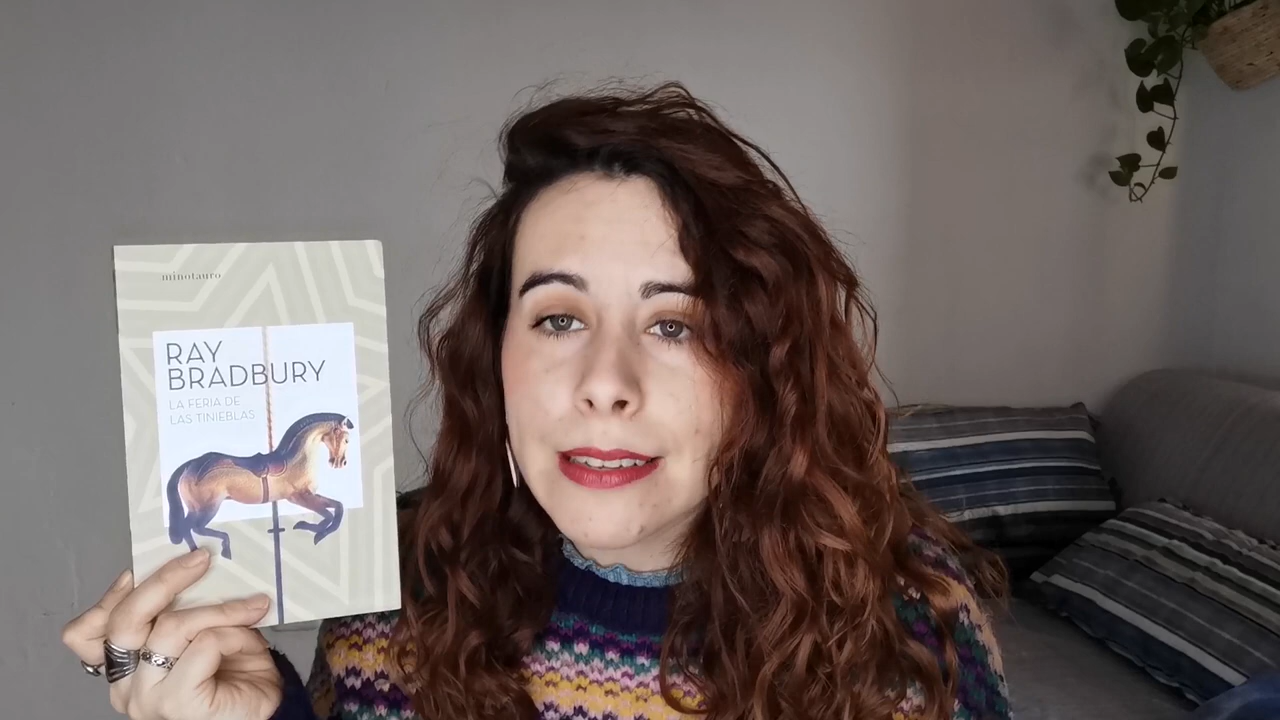 minotauro
RAY
BRADBURY
LA FERIA DE
LAS TINIEBLAS